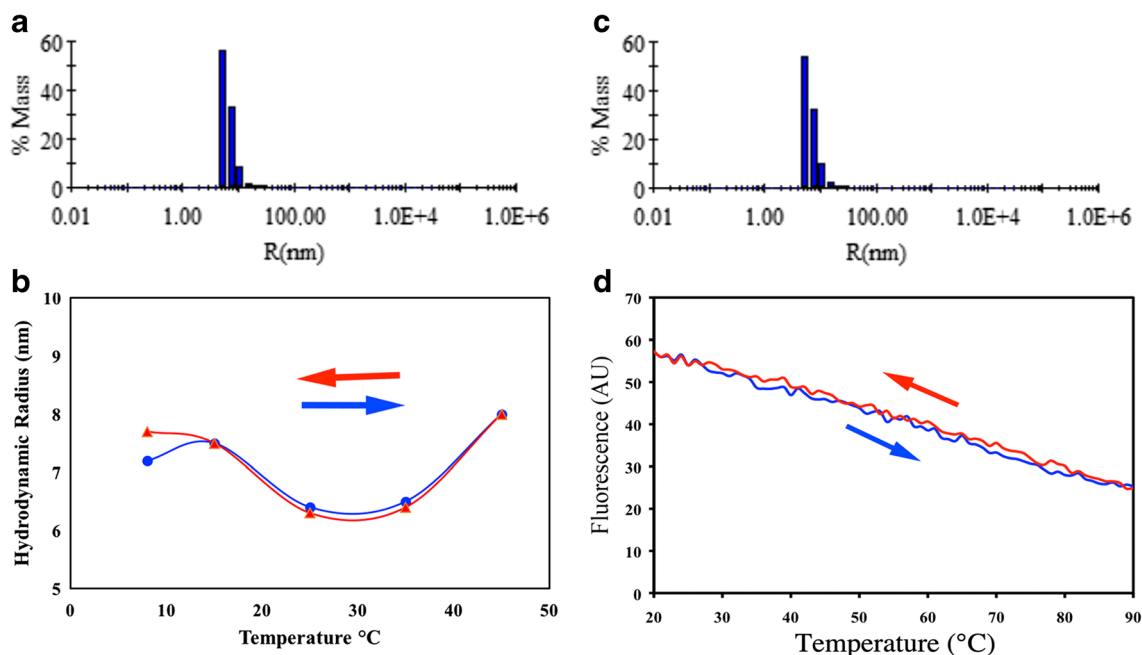 a
60
40
20
0
% Mass
0.01 1.00 100.00 1.0E+4 1.0E+6
R(nm)
c
60
40
20
0
% Mass
0.01 1.00 100.00 1.0E+4 1.0E+6
R(nm)
b
10
9
8
7
6
5
Hydrodynamic Radius (nm)
0 10 20 30 40 50
Temperature °C
d
70
60
50
40
30
20
10
0
Fluorescence (AU)
20 30 40 50 60 70 80 90
Temperature (°C)